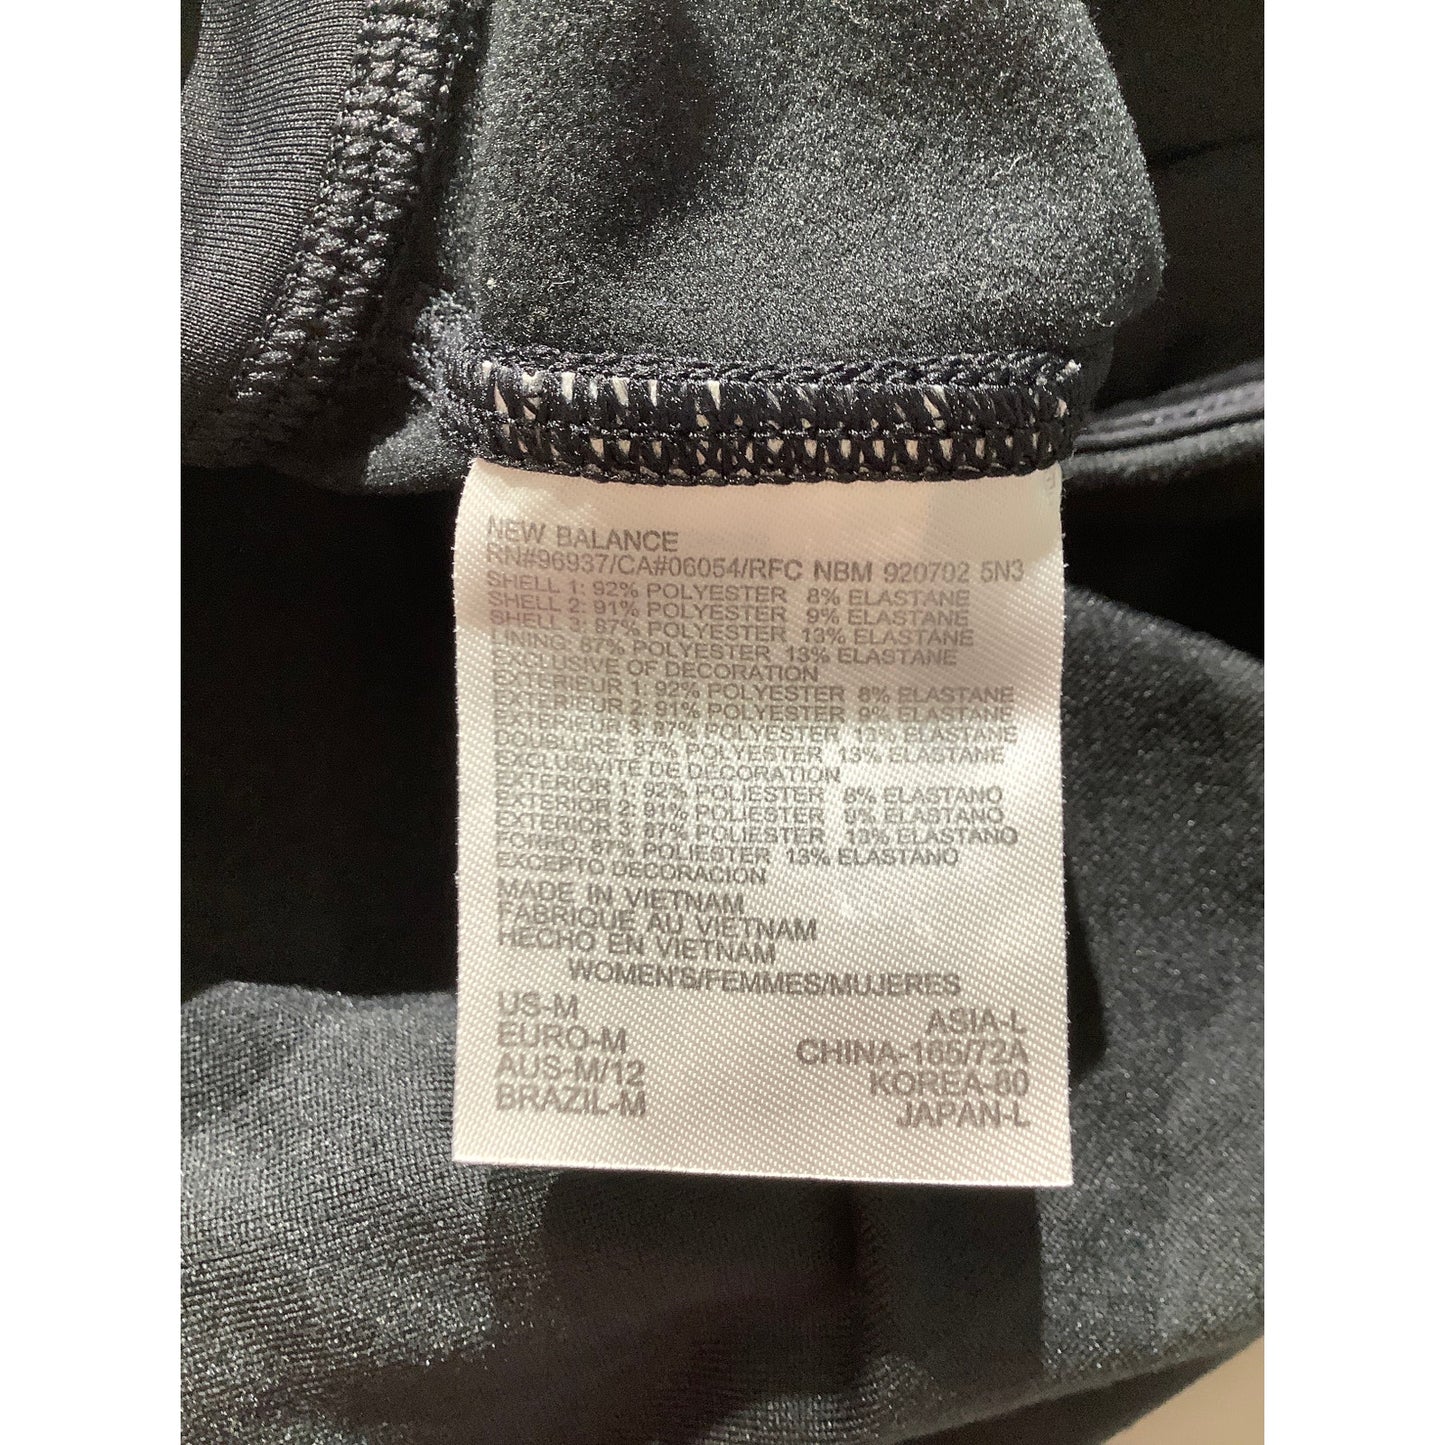 NEW BALANCE
RN#96937/CA#06054/RFC NBM 920702 5N3
SHELL 1: 92% POLYESTER 8% ELASTANE
SHELL 2: 91% POLYESTER 9% ELASTANE
SHELL 3: 87% POLYESTER 13% ELASTANE
LINING: 87% POLYESTER 13% ELASTANE
EXCLUSIVE OF DECORATION
EXTERIEUR 1: 92% POLYESTER 8% ELASTANE
EXTERIEUR 2: 91% POLYESTER 9% ELASTANE
EXTERIEUR 3: 87% POLYESTER 13% ELASTANE
DOUBLURE: 87% POLYESTER 13% ELASTANE
EXCLUSIVITÉ DE DECORATION
EXTERIOR 1: 92% POLIESTER 8% ELASTANO
EXTERIOR 2: 91% POLIESTER 9% ELASTANO
EXTERIOR 3: 87% POLIESTER 13% ELASTANO
FORRO: 87% POLIESTER 13% ELASTANO
EXCEPTO DECORACION
MADE IN VIETNAM
FABRIQUE AU VIETNAM
HECHO EN VIETNAM
WOMEN'S/FEMMES/MUJERES
US-M
EURO-M ASIA-L
AUS-M/12 CHINA-165/72A
BRAZIL-M KOREA-80
JAPAN-L